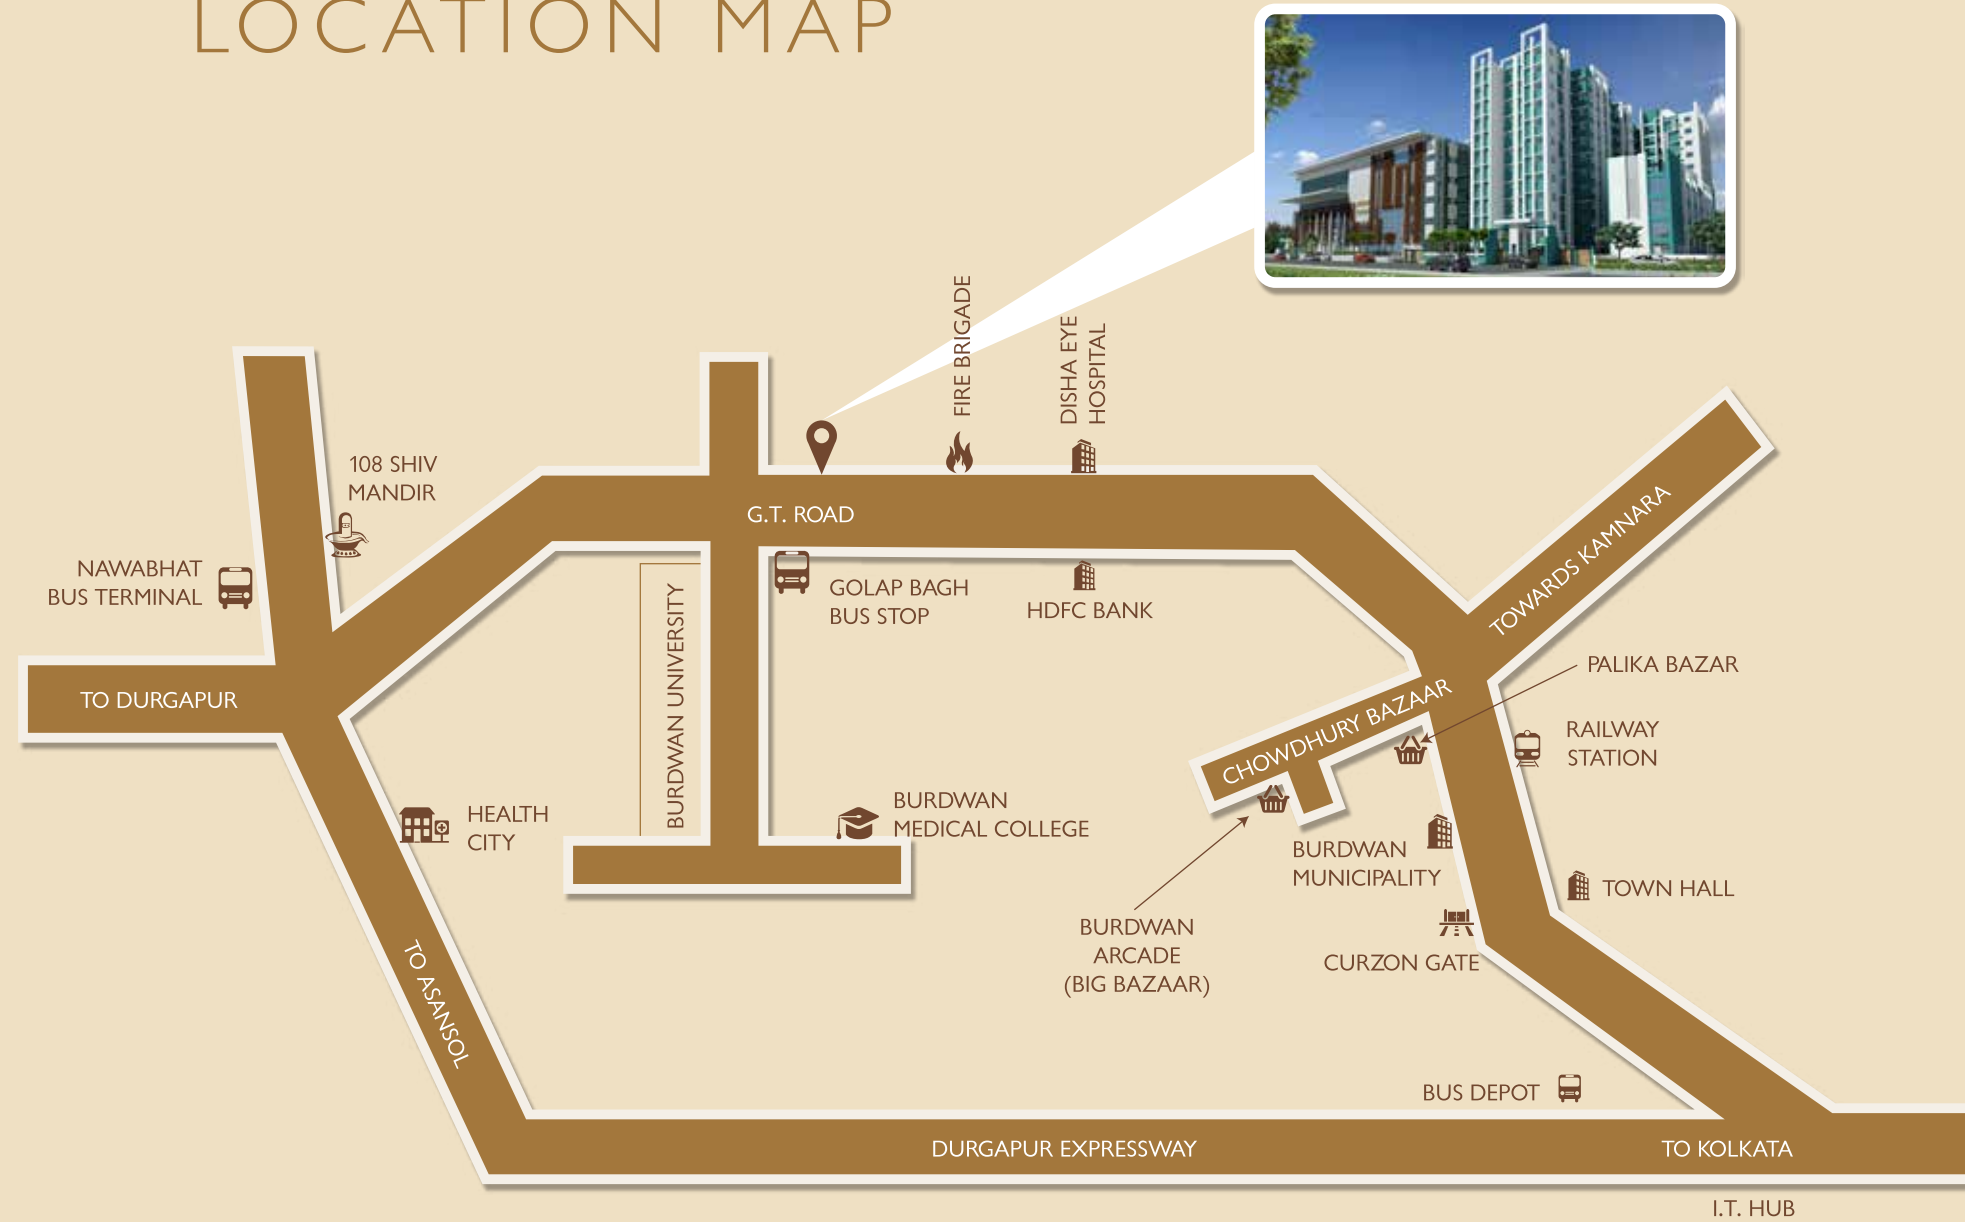 LOCATION MAP
FIRE BRIGADE
DISHA EYE
HOSPITAL
108 SHIV
MANDIR
G.T. ROAD
TOWARDS KAMNARA
NAWABHAT
BUS TERMINAL
GOLAP BAGH
BUS STOP
HDFC BANK
BURDWAN UNIVERSITY
PALIKA BAZAR
TO DURGAPUR
CHOWDHURY BAZAAR
RAILWAY
STATION
HEALTH
CITY
BURDWAN
MEDICAL COLLEGE
BURDWAN
MUNICIPALITY
TOWN HALL
BURDWAN
ARCADE
(BIG BAZAAR)
CURZON GATE
TO ASANSOL
BUS DEPOT
DURGAPUR EXPRESSWAY
TO KOLKATA
I.T. HUB